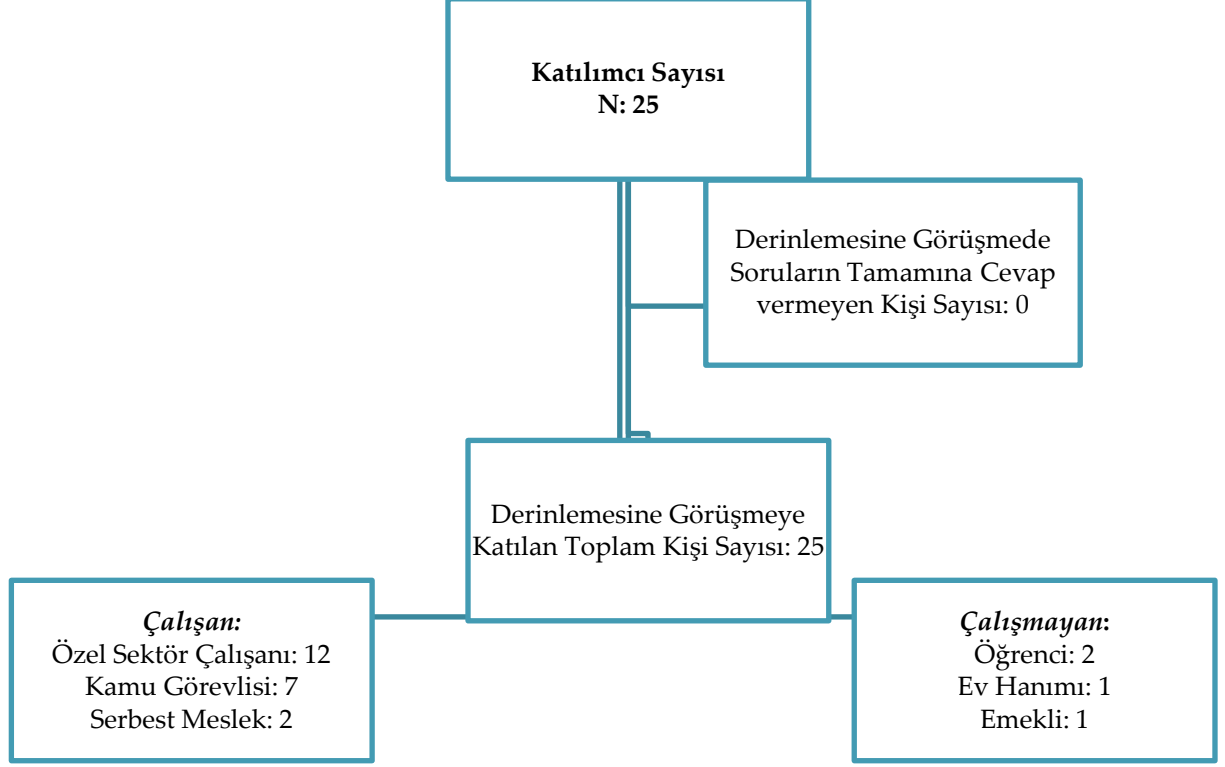 Katılımcı Sayısı
N: 25
Derinlemesine Görüşmede
Soruların Tamamına Cevap
vermeyen Kişi Sayısı: 0
Derinlemesine Görüşmeye
Katılan Toplam Kişi Sayısı: 25
Çalışan:
Özel Sektör Çalışanı: 12
Kamu Görevlisi: 7
Serbest Meslek: 2
Çalışmayan:
Öğrenci: 2
Ev Hanımı: 1
Emekli: 1